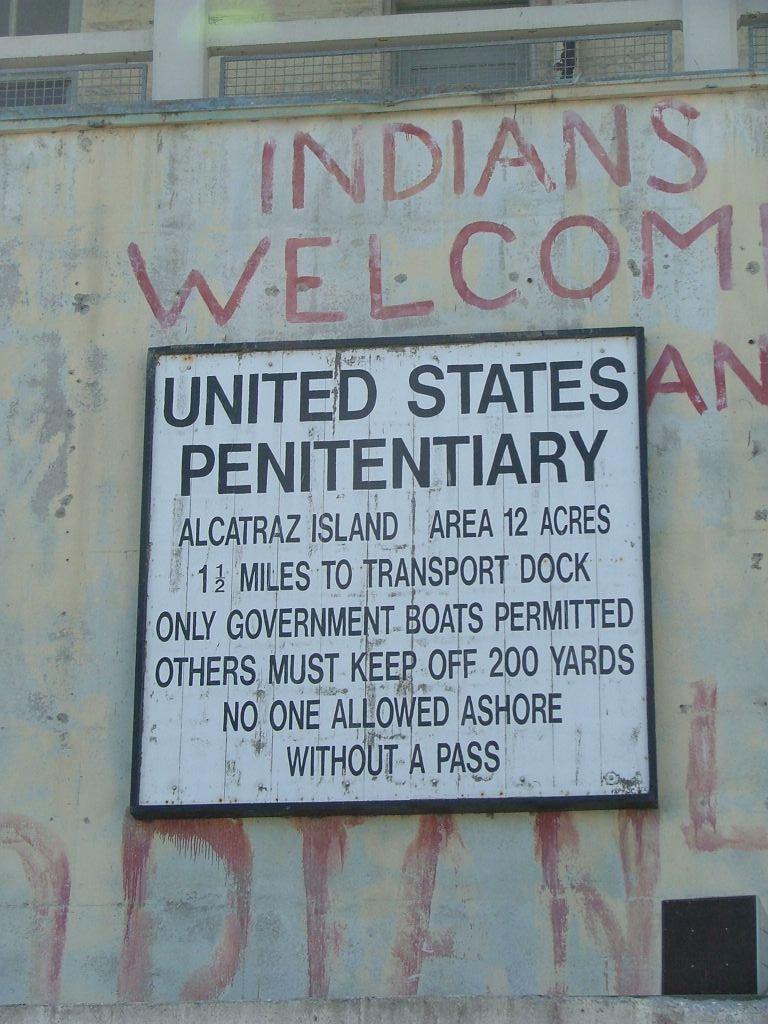 INDIANS
WELCOM
AN
UNITED STATES
PENITENTIARY
ALCATRAZ ISLAND AREA 12 ACRES
1½ MILES TO TRANSPORT DOCK
ONLY GOVERNMENT BOATS PERMITTED
OTHERS MUST KEEP OFF 200 YARDS
NO ONE ALLOWED ASHORE
WITHOUT A PASS
L
DIAN